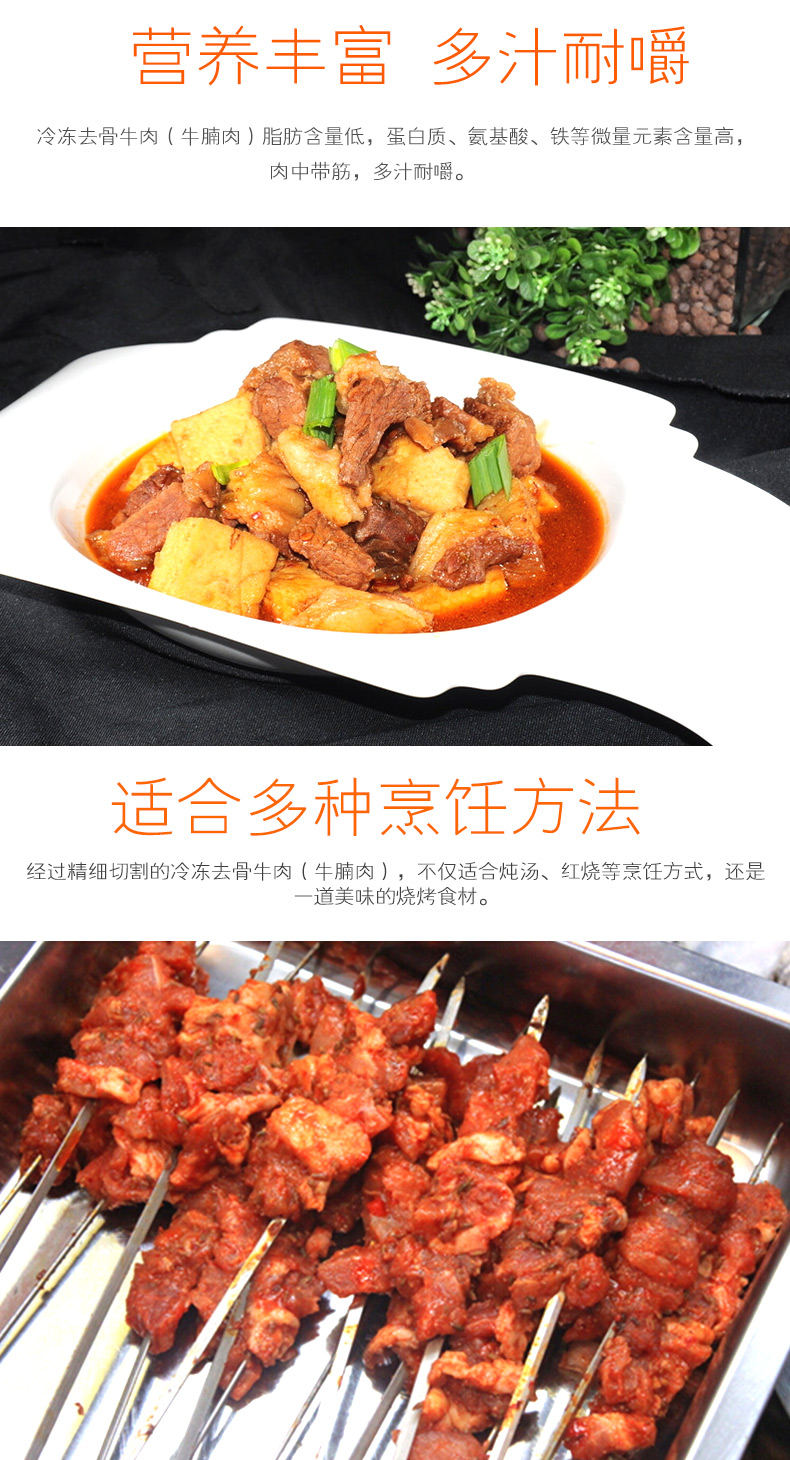 营养丰富 多汁耐嚼
冷冻去骨牛肉（牛腩肉）脂肪含量低，蛋白质、氨基酸、铁等微量元素含量高，
肉中带筋，多汁耐嚼。
适合多种烹饪方法
经过精细切割的冷冻去骨牛肉（牛腩肉），不仅适合炖汤、红烧等烹饪方式，还是
一道美味的烧烤食材。